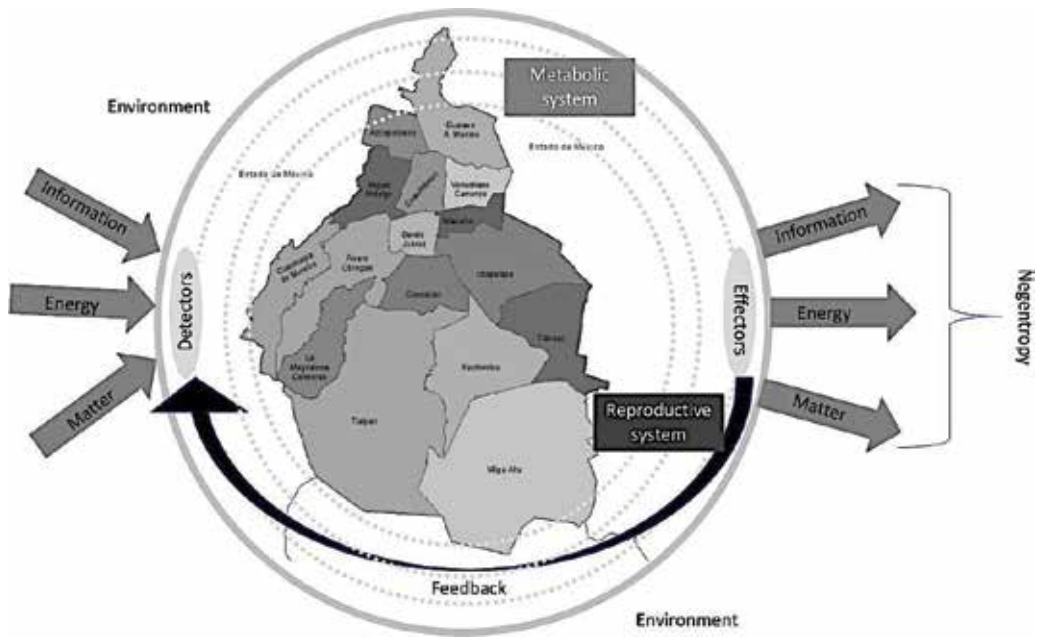 Metabolic
system
Environment
Gustavo
A. Madero
Azcapotzalco
Estado de México
Estado de México
Miguel
Hidalgo
Cuauhtémoc
Venustiano
Carranza
Iztacalco
Benito
Juárez
Cuajimalpa
de Morelos
Álvaro
Obregón
Coyoacán
Iztapalapa
Tláhuac
La
Magdalena
Contreras
Xochimilco
Tlalpan
Milpa Alta
Information
Energy
Matter
Detectors
Effectors
Information
Energy
Matter
Negentropy
Reproductive
system
Feedback
Environment